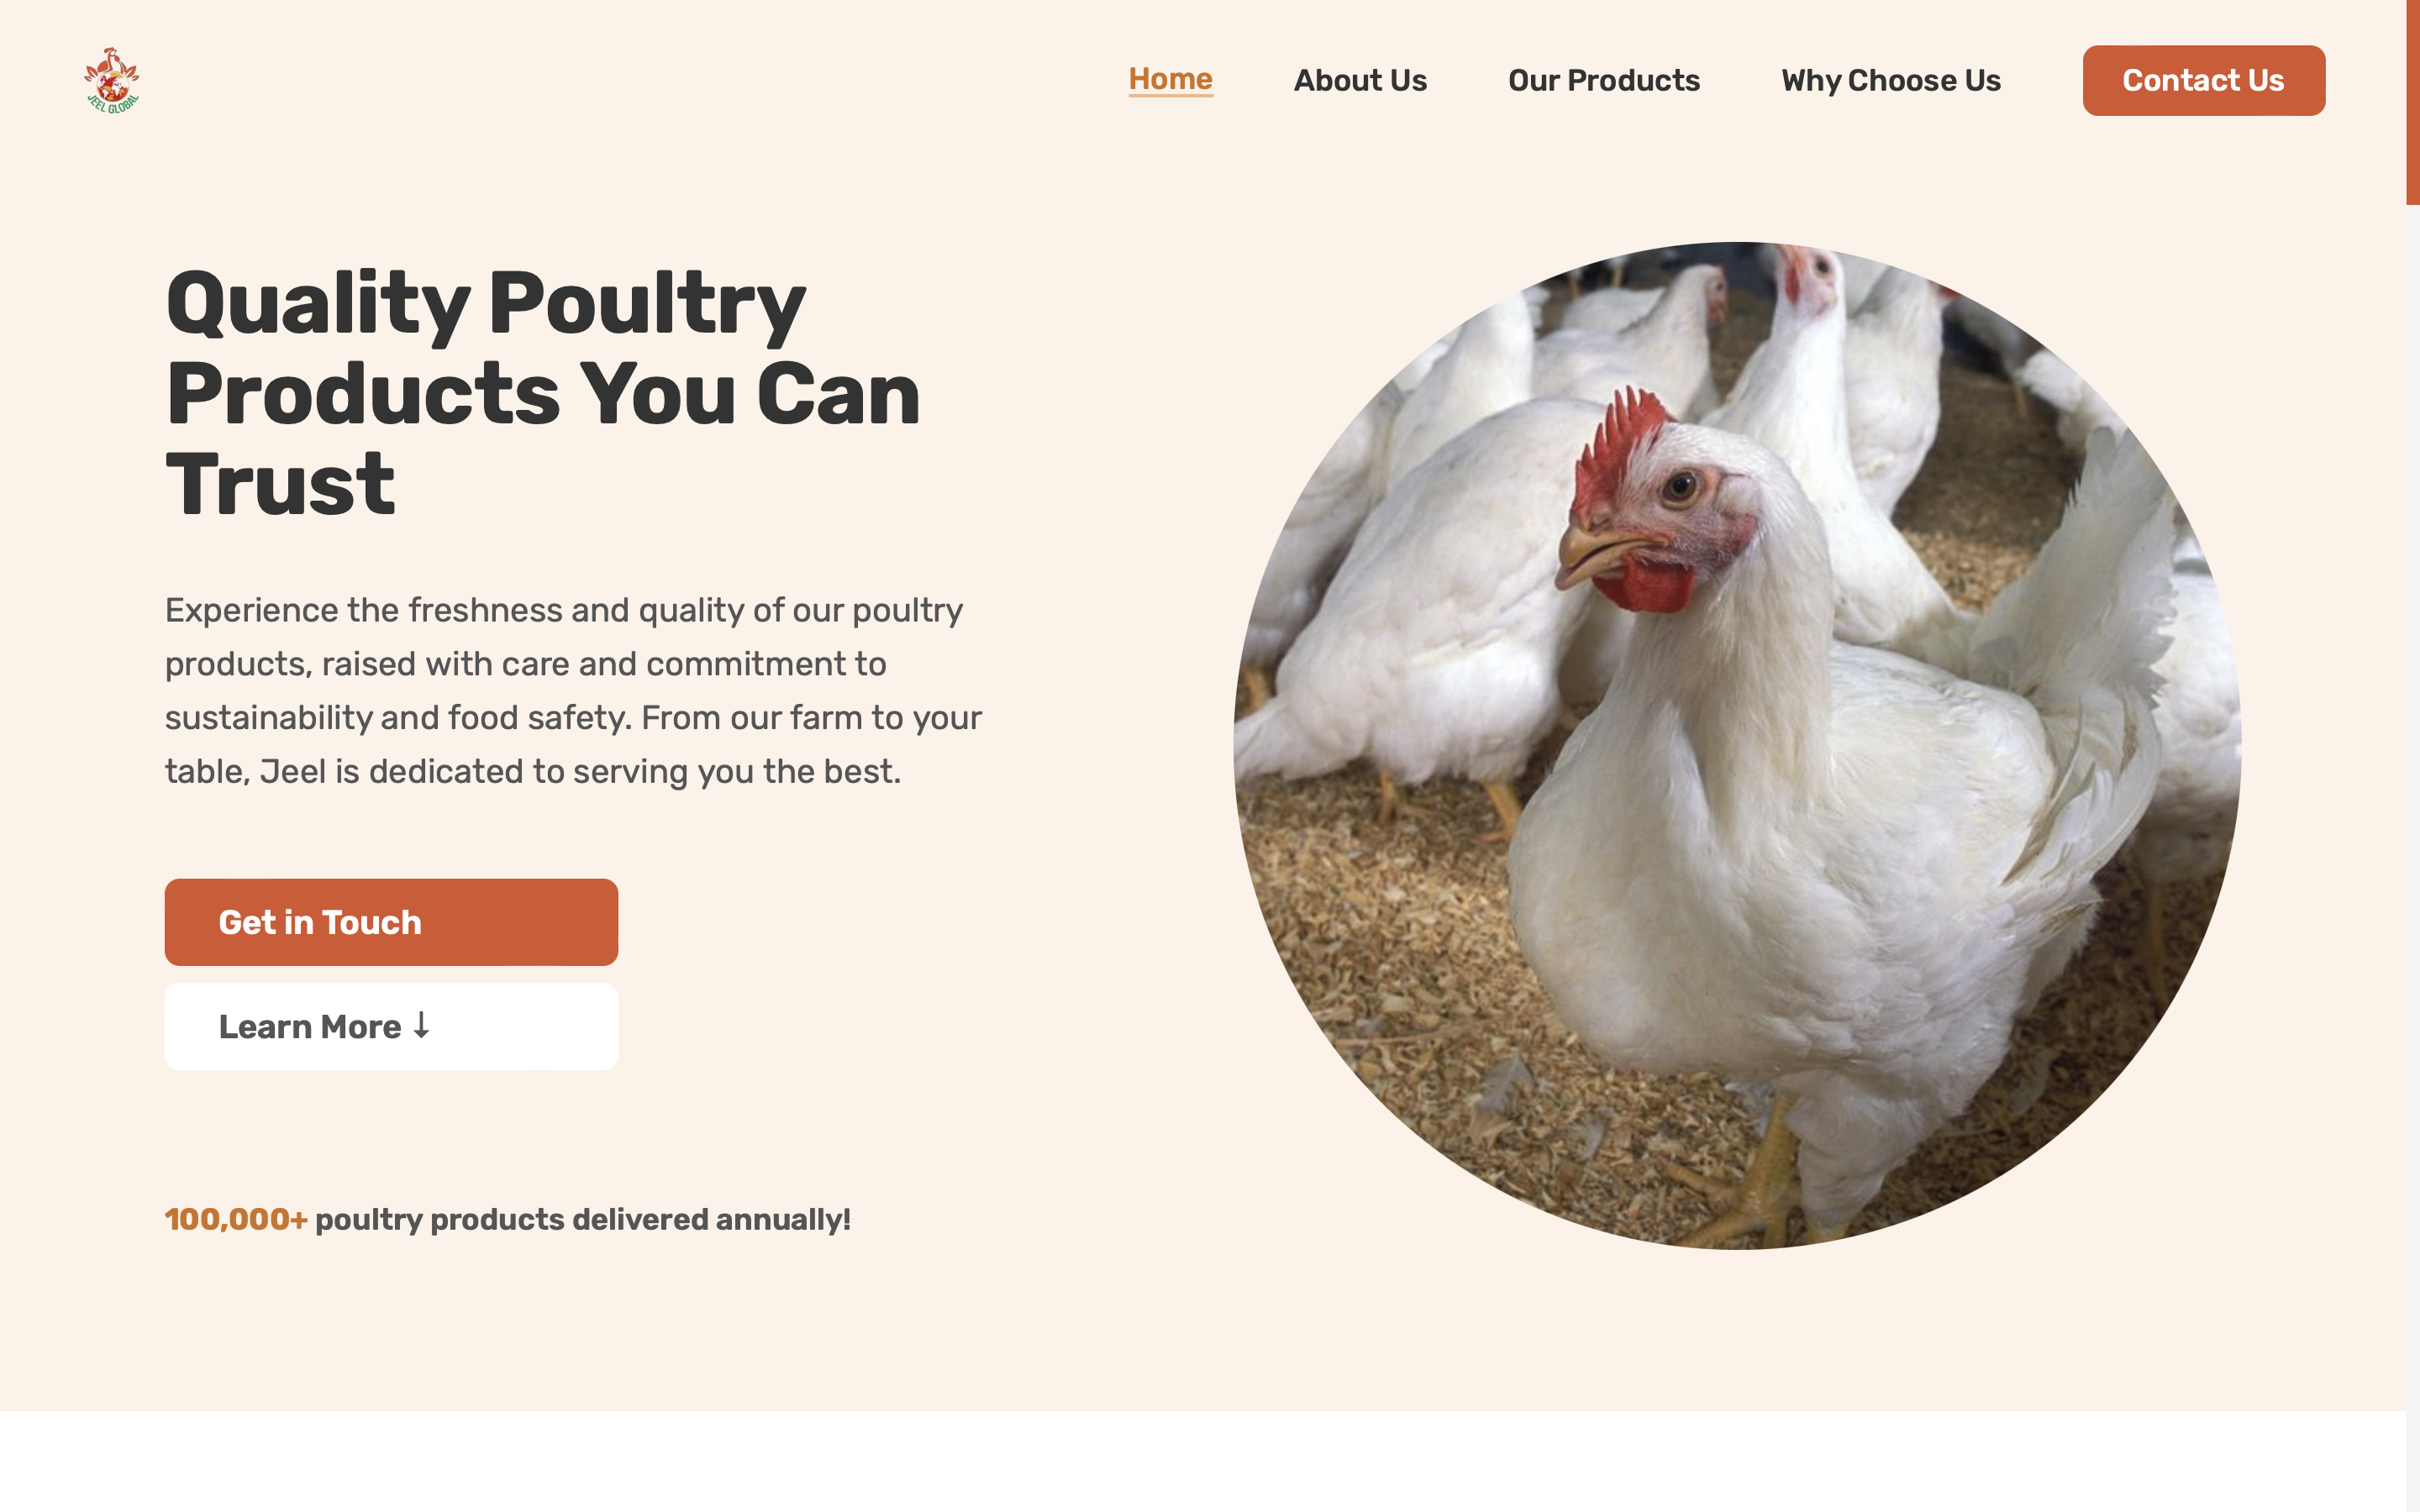 JEEL GLOBAL
Home
About Us
Our Products
Why Choose Us
Contact Us
Quality Poultry
Products You Can
Trust
Experience the freshness and quality of our poultry
products, raised with care and commitment to
sustainability and food safety. From our farm to your
table, Jeel is dedicated to serving you the best.
Get in Touch
Learn More ↓
100,000+ poultry products delivered annually!